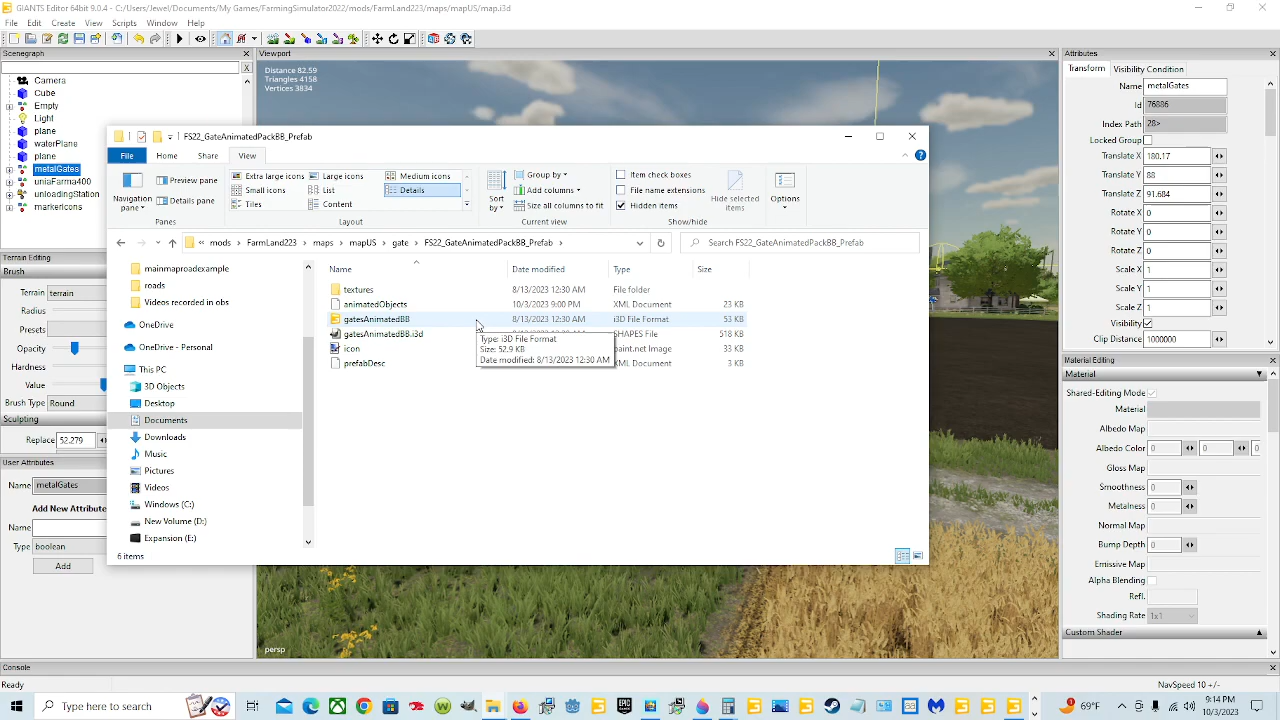 GIANTS Editor 64bit 9.0.4 - C:/Users/Jewel/Documents/My Games/FarmingSimulator2022/mods/FarmLand223/maps/mapUS/map.i3d
File Edit Create View Scripts Window Help
Scenegraph
Viewport
Attributes
Distance 82.59
Triangles 4158
Vertices 3834
Camera
Cube
Empty
Light
plane
waterPlane
plane
metalGates
uniaForma400
unloadingStation
makerIcons
Transform Visibility Condition
Name metalGates
Id 76886
Index Path 28>
Locked Group
Translate X 180.17
Translate Y 88
Translate Z 91.684
Rotate X 0
Rotate Y 0
Rotate Z 0
Scale X 1
Scale Y 1
Scale Z 1
Visibility
Clip Distance 1000000
Terrain Editing
Brush
Terrain terrain
Radius
Presets
Hardness
Value
Brush Type Round
Sculpting
Replace 52.279
User Attributes
Name metalGates
Add New Attribute
Name
Type boolean
Add
FS22_GateAnimatedPackBB_Prefab
File Home Share View
Navigation pane
Preview pane
Details pane
Panes
Extra large icons Large icons Medium icons
Small icons List Details
Tiles Content
Layout
Sort by
Group by
Add columns
Size all columns to fit
Current view
Item check boxes
File name extensions
Hidden items
Hide selected items
Show/hide
Options
« mods › FarmLand223 › maps › mapUS › gate › FS22_GateAnimatedPackBB_Prefab ›
Search FS22_GateAnimatedPackBB_Prefab
mainmaproadexample
roads
Videos recorded in obs
OneDrive
OneDrive - Personal
This PC
3D Objects
Desktop
Documents
Downloads
Music
Pictures
Videos
Windows (C:)
New Volume (D:)
Expansion (E:)
Name Date modified Type Size
textures 8/13/2023 12:30 AM File folder
animatedObjects 10/3/2023 9:00 PM XML Document 23 KB
gatesAnimatedBB 8/13/2023 12:30 AM i3D File Format 53 KB
gatesAnimatedBB.i3d SHAPES File 518 KB
icon paint.net Image 33 KB
prefabDesc XML Document 3 KB
Type: i3D File Format
Size: 52.9 KB
Date modified: 8/13/2023 12:30 AM
6 items
Material Editing
Material
Shared-Editing Mode
Material
Albedo Map
Albedo Color 0 0 0
Gloss Map
Smoothness 0
Metalness 0
Normal Map
Bump Depth 0
Emissive Map
Alpha Blending
Refl.
Shading Rate 1x1
Custom Shader
persp
Console
Ready
NavSpeed 10 +/-
Type here to search
69°F
9:14 PM
10/3/2023